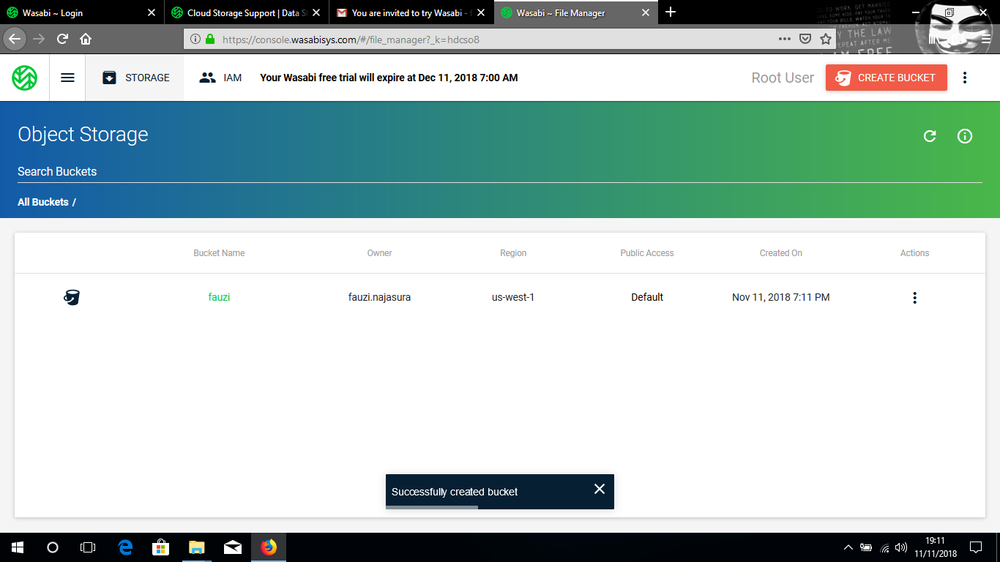 Wasabi ~ Login
Cloud Storage Support | Data S
You are invited to try Wasabi -
Wasabi ~ File Manager
https://console.wasabisys.com/#/file_manager?_k=hdcso8
STORAGE
IAM
Your Wasabi free trial will expire at Dec 11, 2018 7:00 AM
Root User
CREATE BUCKET
Object Storage
Search Buckets
All Buckets /
Bucket Name Owner Region Public Access Created On Actions
fauzi fauzi.najasura us-west-1 Default Nov 11, 2018 7:11 PM
Successfully created bucket
19:11
11/11/2018